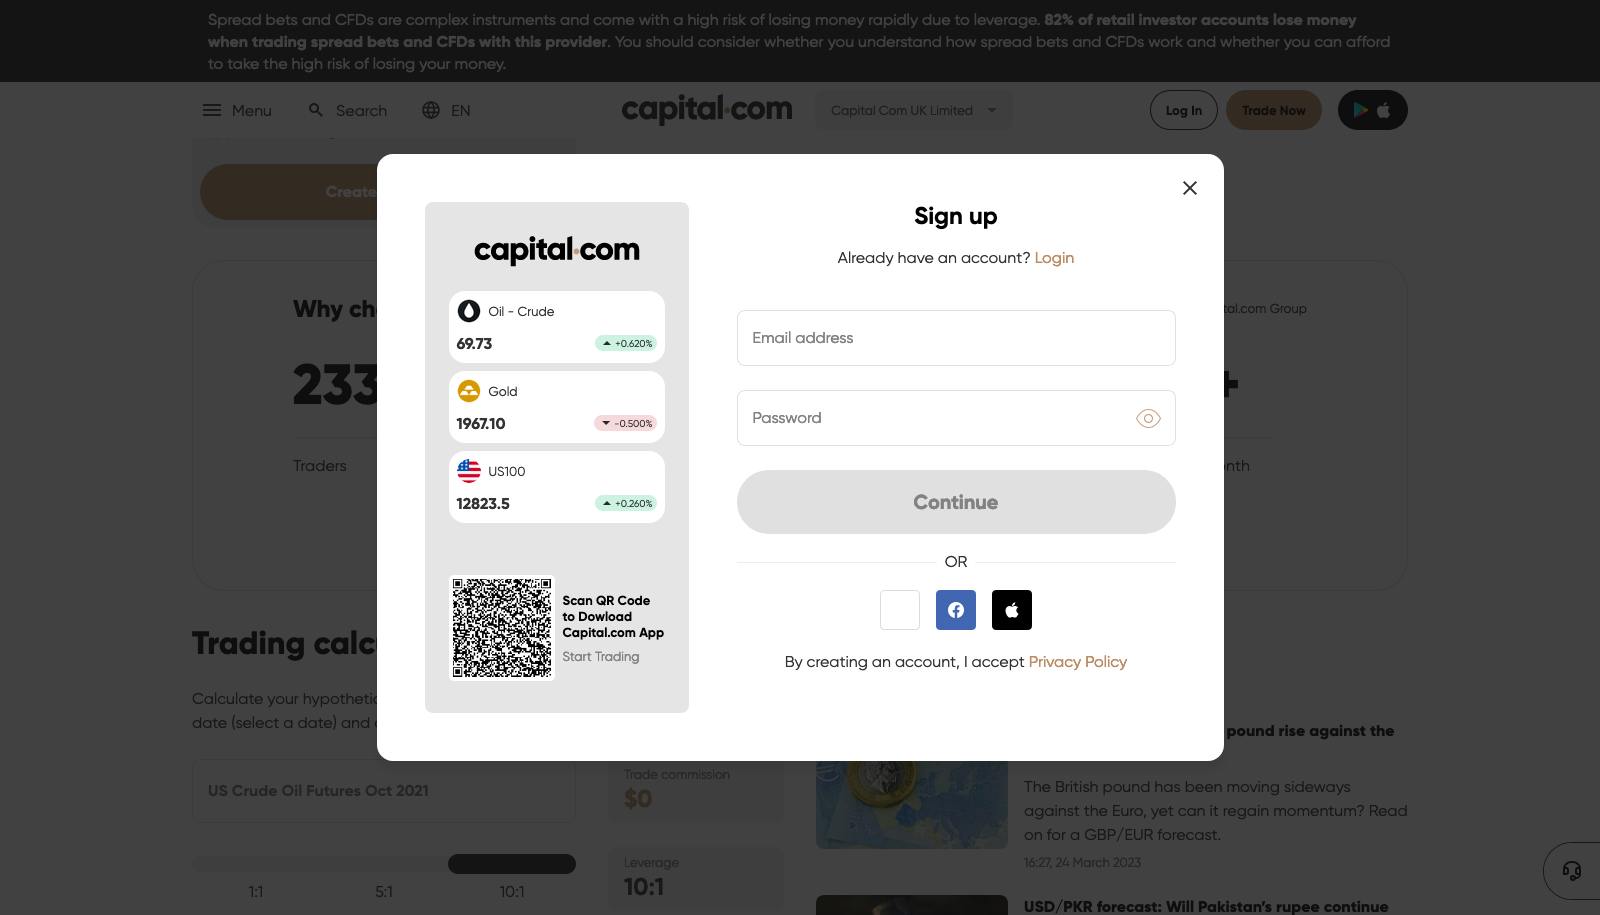 Spread bets and CFDs are complex instruments and come with a high risk of losing money rapidly due to leverage. 82% of retail investor accounts lose money
when trading spread bets and CFDs with this provider. You should consider whether you understand how spread bets and CFDs work and whether you can afford
to take the high risk of losing your money.
Menu
Search
EN
capital.com
Capital Com UK Limited
Log In
Trade Now
Create
Sign up
Already have an account? Login
Email address
Password
Continue
OR
By creating an account, I accept Privacy Policy
capital.com
Oil - Crude
69.73
+0.620%
Gold
1967.10
-0.500%
US100
12823.5
+0.260%
Scan QR Code
to Dowload
Capital.com App
Start Trading
Why
tal.com Group
233
+
Traders
Trading
Calculate your
date (select a date) and
US Crude Oil Futures Oct 2021
1:1
5:1
10:1
Trade commission
$0
Leverage
10:1
pound rise against the
The British pound has been moving sideways
against the Euro, yet can it regain momentum? Read
on for a GBP/EUR forecast.
16:27, 24 March 2023
USD/PKR forecast: Will Pakistan's rupee continue